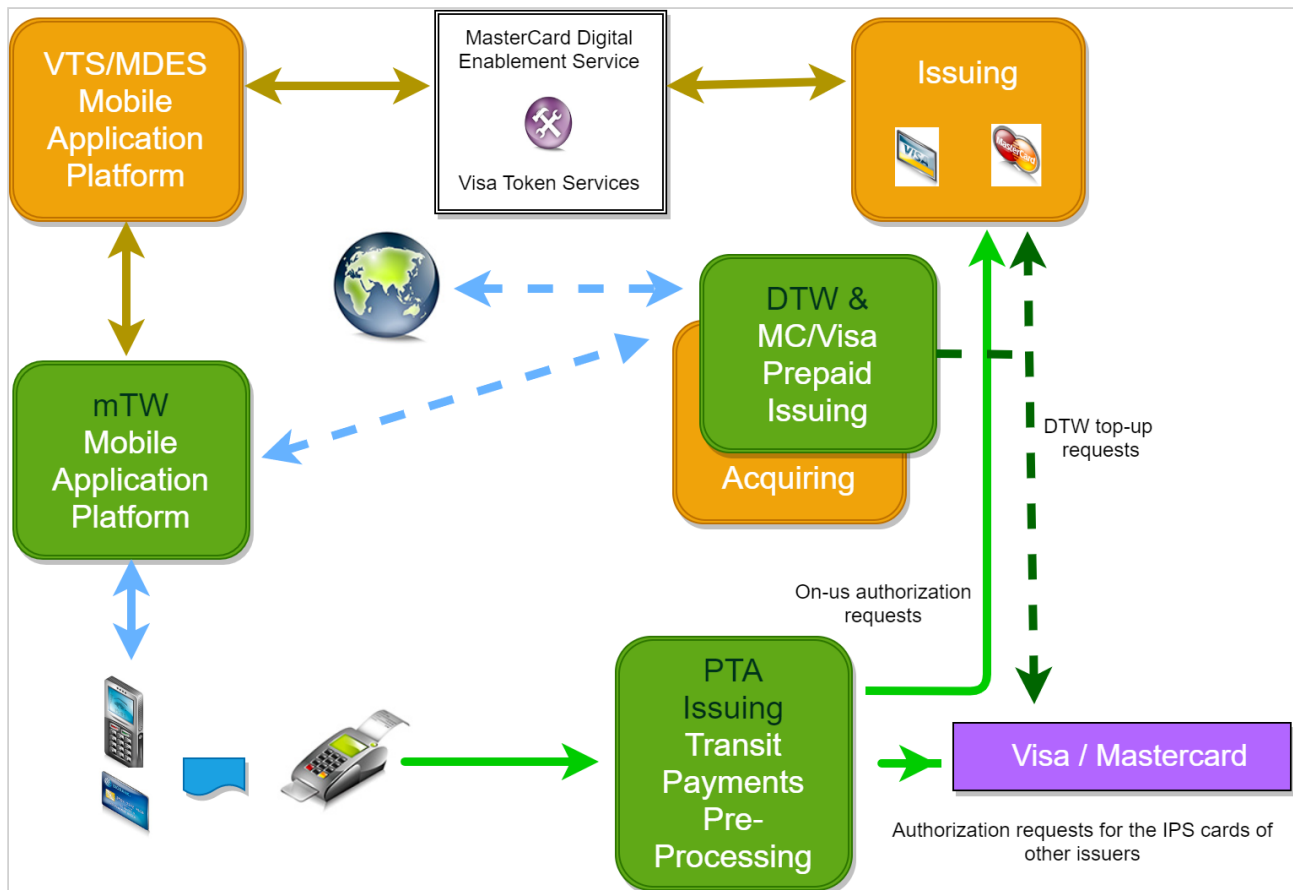 VTS/MDES
Mobile
Application
Platform
MasterCard Digital
Enablement Service
Visa Token Services
Issuing
VISA
MasterCard
DTW &
MC/Visa
Prepaid
Issuing
Acquiring
mTW
Mobile
Application
Platform
DTW top-up
requests
On-us authorization
requests
PTA
Issuing
Transit
Payments
Pre-
Processing
Visa / Mastercard
Authorization requests for the IPS cards of
other issuers